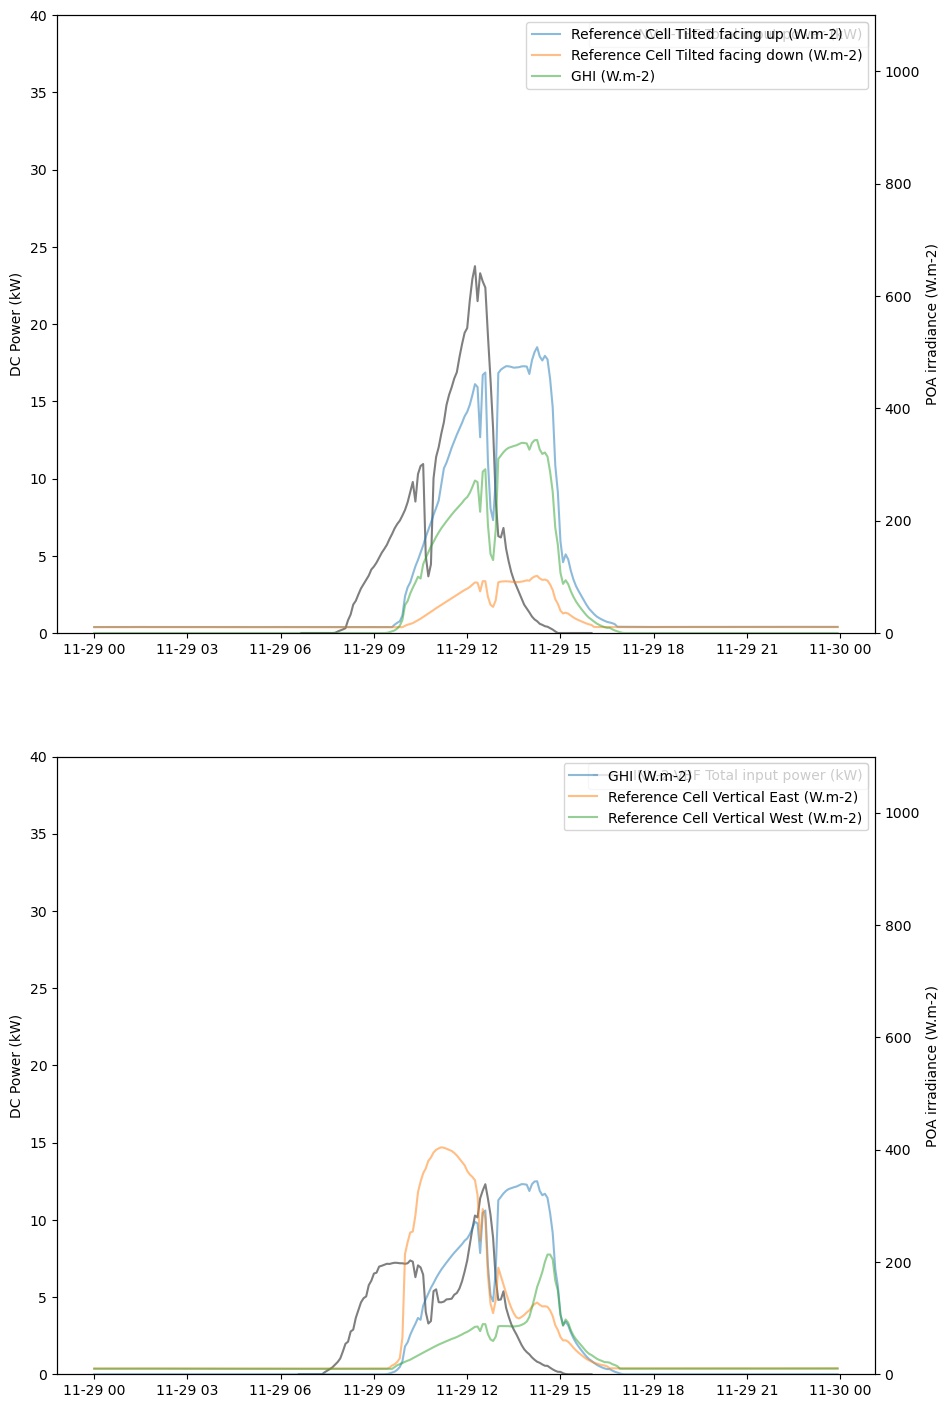 40
35
30
25
20
15
10
5
0
DC Power (kW)
Reference Cell Tilted facing up (W.m-2)
Reference Cell Tilted facing down (W.m-2)
GHI (W.m-2)
1000
800
600
400
200
0
POA irradiance (W.m-2)
11-29 00 11-29 03 11-29 06 11-29 09 11-29 12 11-29 15 11-29 18 11-29 21 11-30 00
40
35
30
25
20
15
10
5
0
DC Power (kW)
GHI (W.m-2)
Total input power (kW)
Reference Cell Vertical East (W.m-2)
Reference Cell Vertical West (W.m-2)
1000
800
600
400
200
0
POA irradiance (W.m-2)
11-29 00 11-29 03 11-29 06 11-29 09 11-29 12 11-29 15 11-29 18 11-29 21 11-30 00